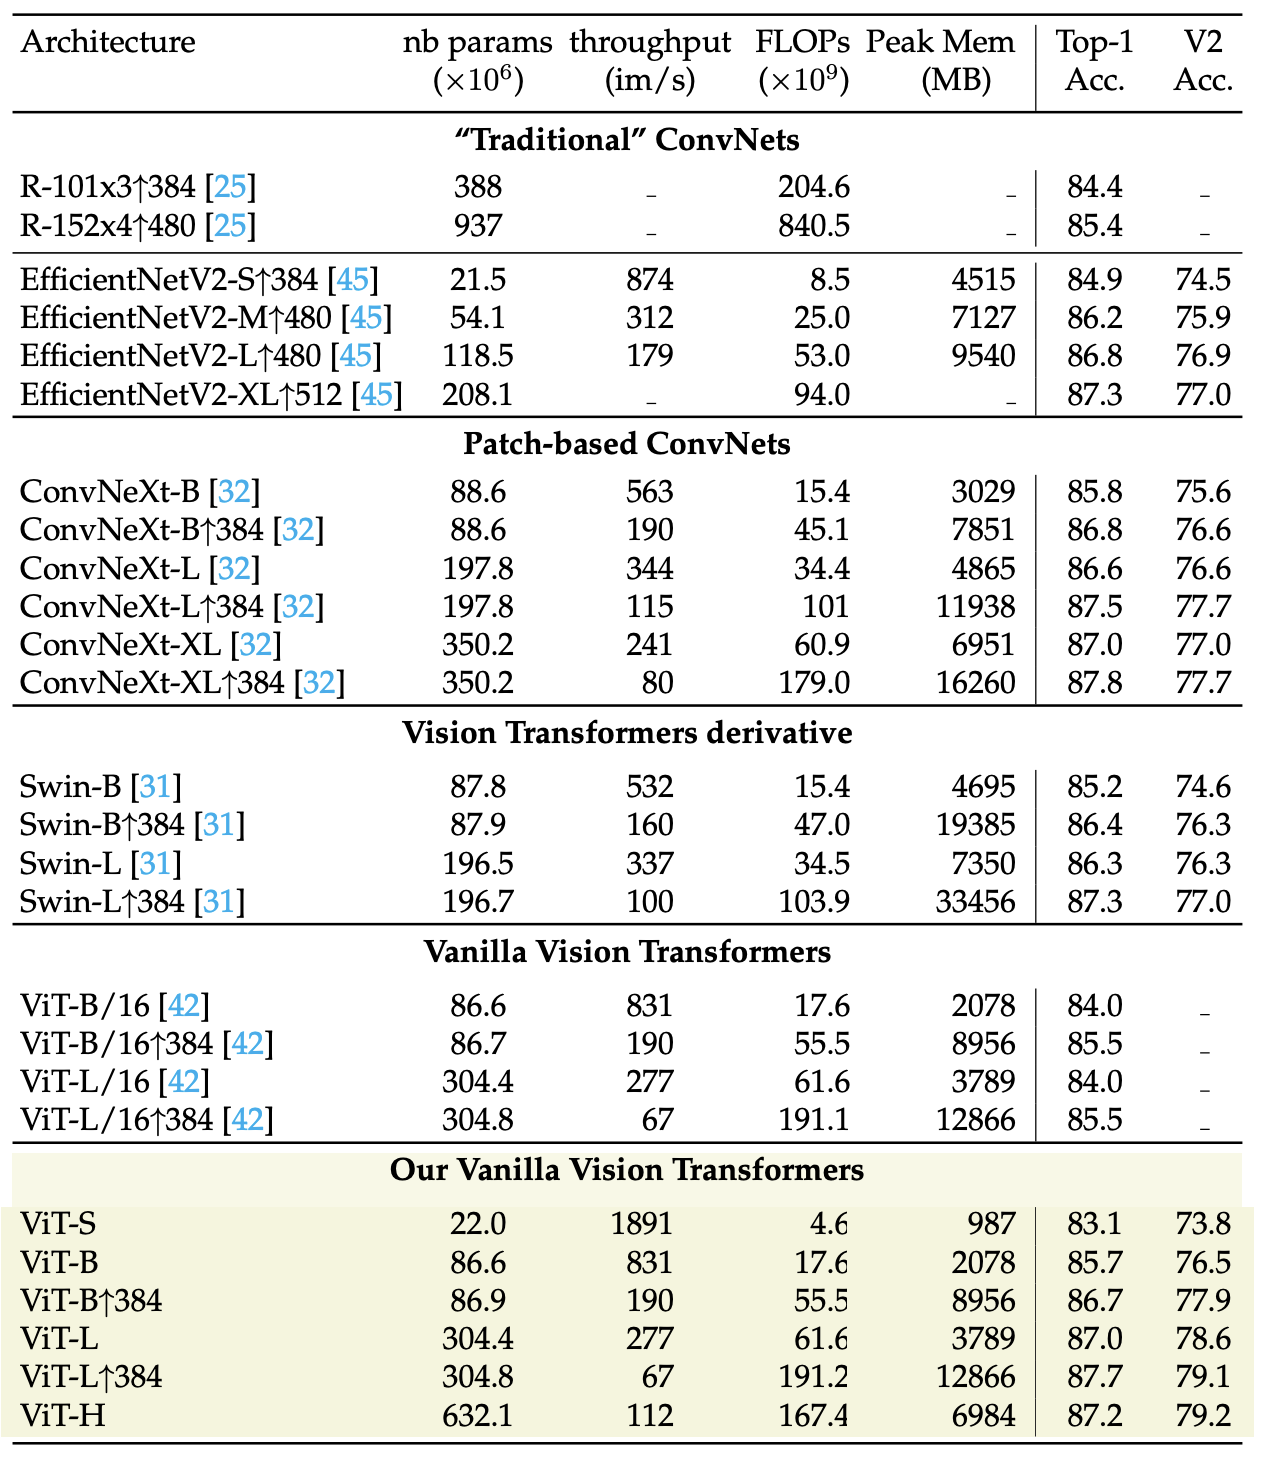 Architecture nb params throughput FLOPs Peak Mem Top-1 V2
(×10⁶) (im/s) (×10⁹) (MB) Acc. Acc.
“Traditional” ConvNets
R-101x3↑384 [25] 388 – 204.6 – 84.4 –
R-152x4↑480 [25] 937 – 840.5 – 85.4 –
EfficientNetV2-S↑384 [45] 21.5 874 8.5 4515 84.9 74.5
EfficientNetV2-M↑480 [45] 54.1 312 25.0 7127 86.2 75.9
EfficientNetV2-L↑480 [45] 118.5 179 53.0 9540 86.8 76.9
EfficientNetV2-XL↑512 [45] 208.1 – 94.0 – 87.3 77.0
Patch-based ConvNets
ConvNeXt-B [32] 88.6 563 15.4 3029 85.8 75.6
ConvNeXt-B↑384 [32] 88.6 190 45.1 7851 86.8 76.6
ConvNeXt-L [32] 197.8 344 34.4 4865 86.6 76.6
ConvNeXt-L↑384 [32] 197.8 115 101 11938 87.5 77.7
ConvNeXt-XL [32] 350.2 241 60.9 6951 87.0 77.0
ConvNeXt-XL↑384 [32] 350.2 80 179.0 16260 87.8 77.7
Vision Transformers derivative
Swin-B [31] 87.8 532 15.4 4695 85.2 74.6
Swin-B↑384 [31] 87.9 160 47.0 19385 86.4 76.3
Swin-L [31] 196.5 337 34.5 7350 86.3 76.3
Swin-L↑384 [31] 196.7 100 103.9 33456 87.3 77.0
Vanilla Vision Transformers
ViT-B/16 [42] 86.6 831 17.6 2078 84.0 –
ViT-B/16↑384 [42] 86.7 190 55.5 8956 85.5 –
ViT-L/16 [42] 304.4 277 61.6 3789 84.0 –
ViT-L/16↑384 [42] 304.8 67 191.1 12866 85.5 –
Our Vanilla Vision Transformers
ViT-S 22.0 1891 4.6 987 83.1 73.8
ViT-B 86.6 831 17.6 2078 85.7 76.5
ViT-B↑384 86.9 190 55.5 8956 86.7 77.9
ViT-L 304.4 277 61.6 3789 87.0 78.6
ViT-L↑384 304.8 67 191.2 12866 87.7 79.1
ViT-H 632.1 112 167.4 6984 87.2 79.2